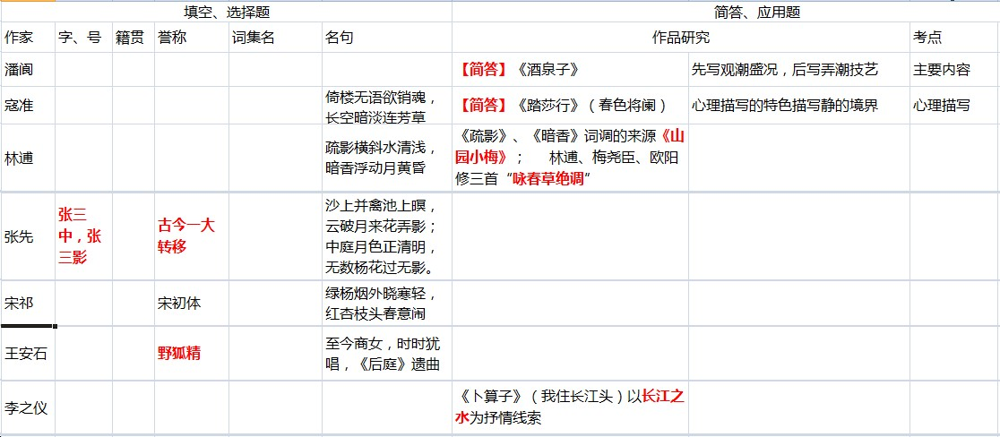 填空、选择题
简答、应用题
作家
字、号
籍贯
誉称
词集名
名句
作品研究
考点
潘阆
【简答】《酒泉子》
先写观潮盛况，后写弄潮技艺
主要内容
寇准
倚楼无语欲销魂，
长空暗淡连芳草
【简答】《踏莎行》（春色将阑）
心理描写的特色描写静的境界
心理描写
林逋
疏影横斜水清浅，
暗香浮动月黄昏
《疏影》、《暗香》词调的来源《山
园小梅》； 林逋、梅尧臣、欧阳
修三首“咏春草绝调”
张先
张三
中，张
三影
古今一大
转移
沙上并禽池上暝，
云破月来花弄影；
中庭月色正清明，
无数杨花过无影。
宋祁
宋初体
绿杨烟外晓寒轻，
红杏枝头春意闹
王安石
野狐精
至今商女，时时犹
唱，《后庭》遗曲
李之仪
《卜算子》（我住长江头）以长江之
水为抒情线索